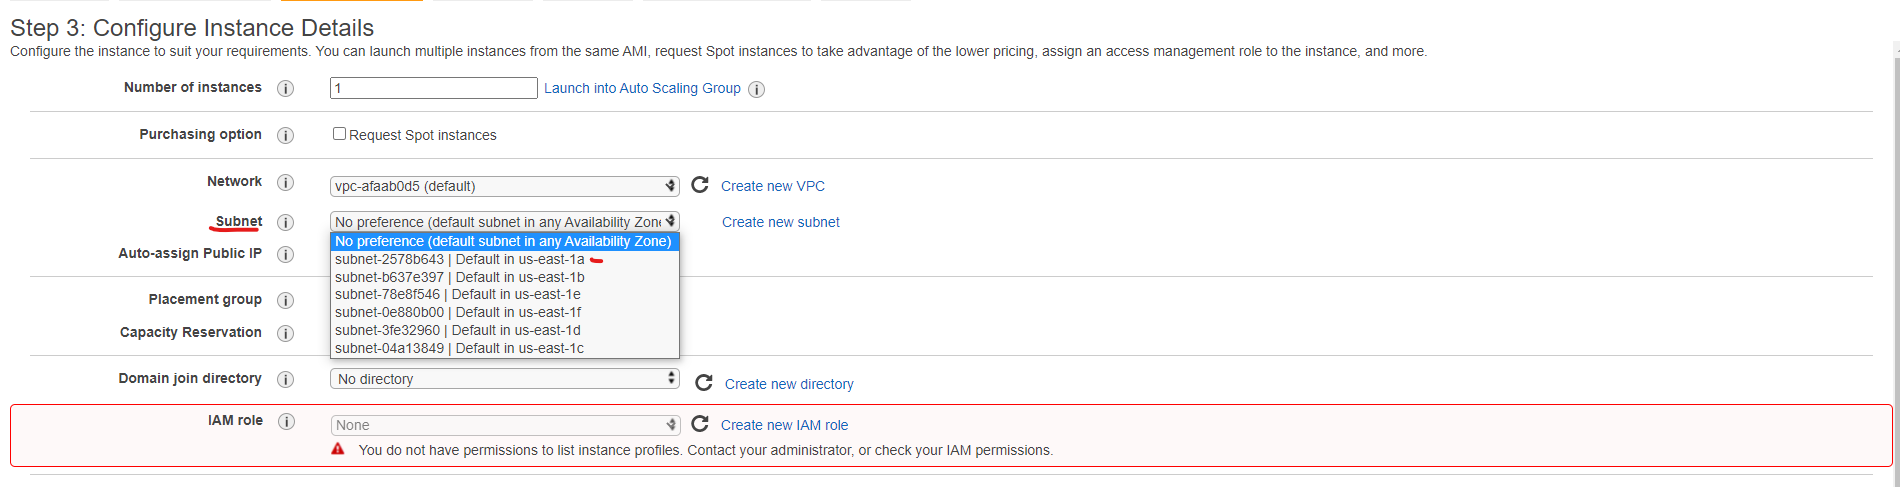 Step 3: Configure Instance Details
Configure the instance to suit your requirements. You can launch multiple instances from the same AMI, request Spot instances to take advantage of the lower pricing, assign an access management role to the instance, and more.
Number of instances 1 Launch into Auto Scaling Group
Purchasing option Request Spot instances
Network vpc-afaab0d5 (default) Create new VPC
Subnet No preference (default subnet in any Availability Zone Create new subnet
No preference (default subnet in any Availability Zone)
subnet-2578b643 | Default in us-east-1a
Auto-assign Public IP
subnet-b637e397 | Default in us-east-1b
subnet-78e8f546 | Default in us-east-1e
Placement group
subnet-0e880b00 | Default in us-east-1f
subnet-3fe32960 | Default in us-east-1d
Capacity Reservation
subnet-04a13849 | Default in us-east-1c
Domain join directory No directory Create new directory
IAM role None Create new IAM role
You do not have permissions to list instance profiles. Contact your administrator, or check your IAM permissions.